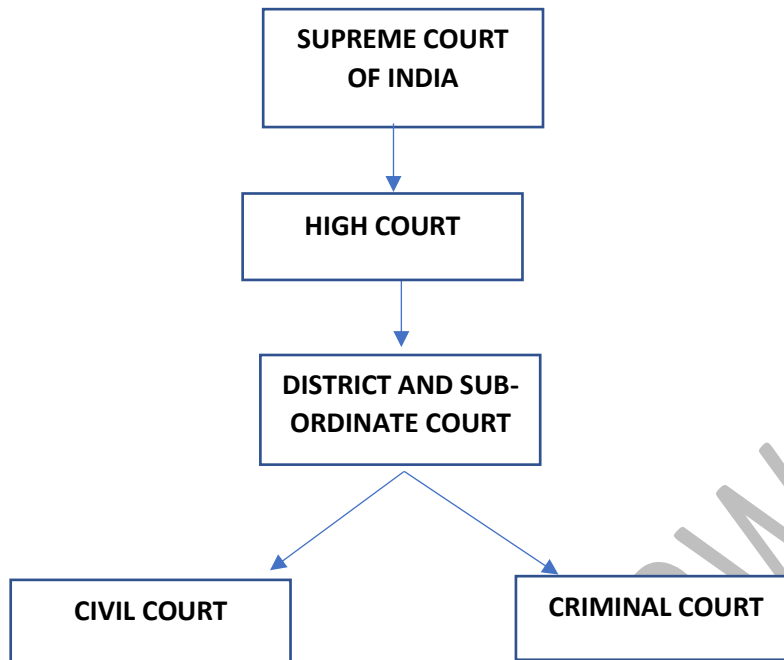 SUPREME COURT
OF INDIA
HIGH COURT
DISTRICT AND SUB-
ORDINATE COURT
CIVIL COURT
CRIMINAL COURT